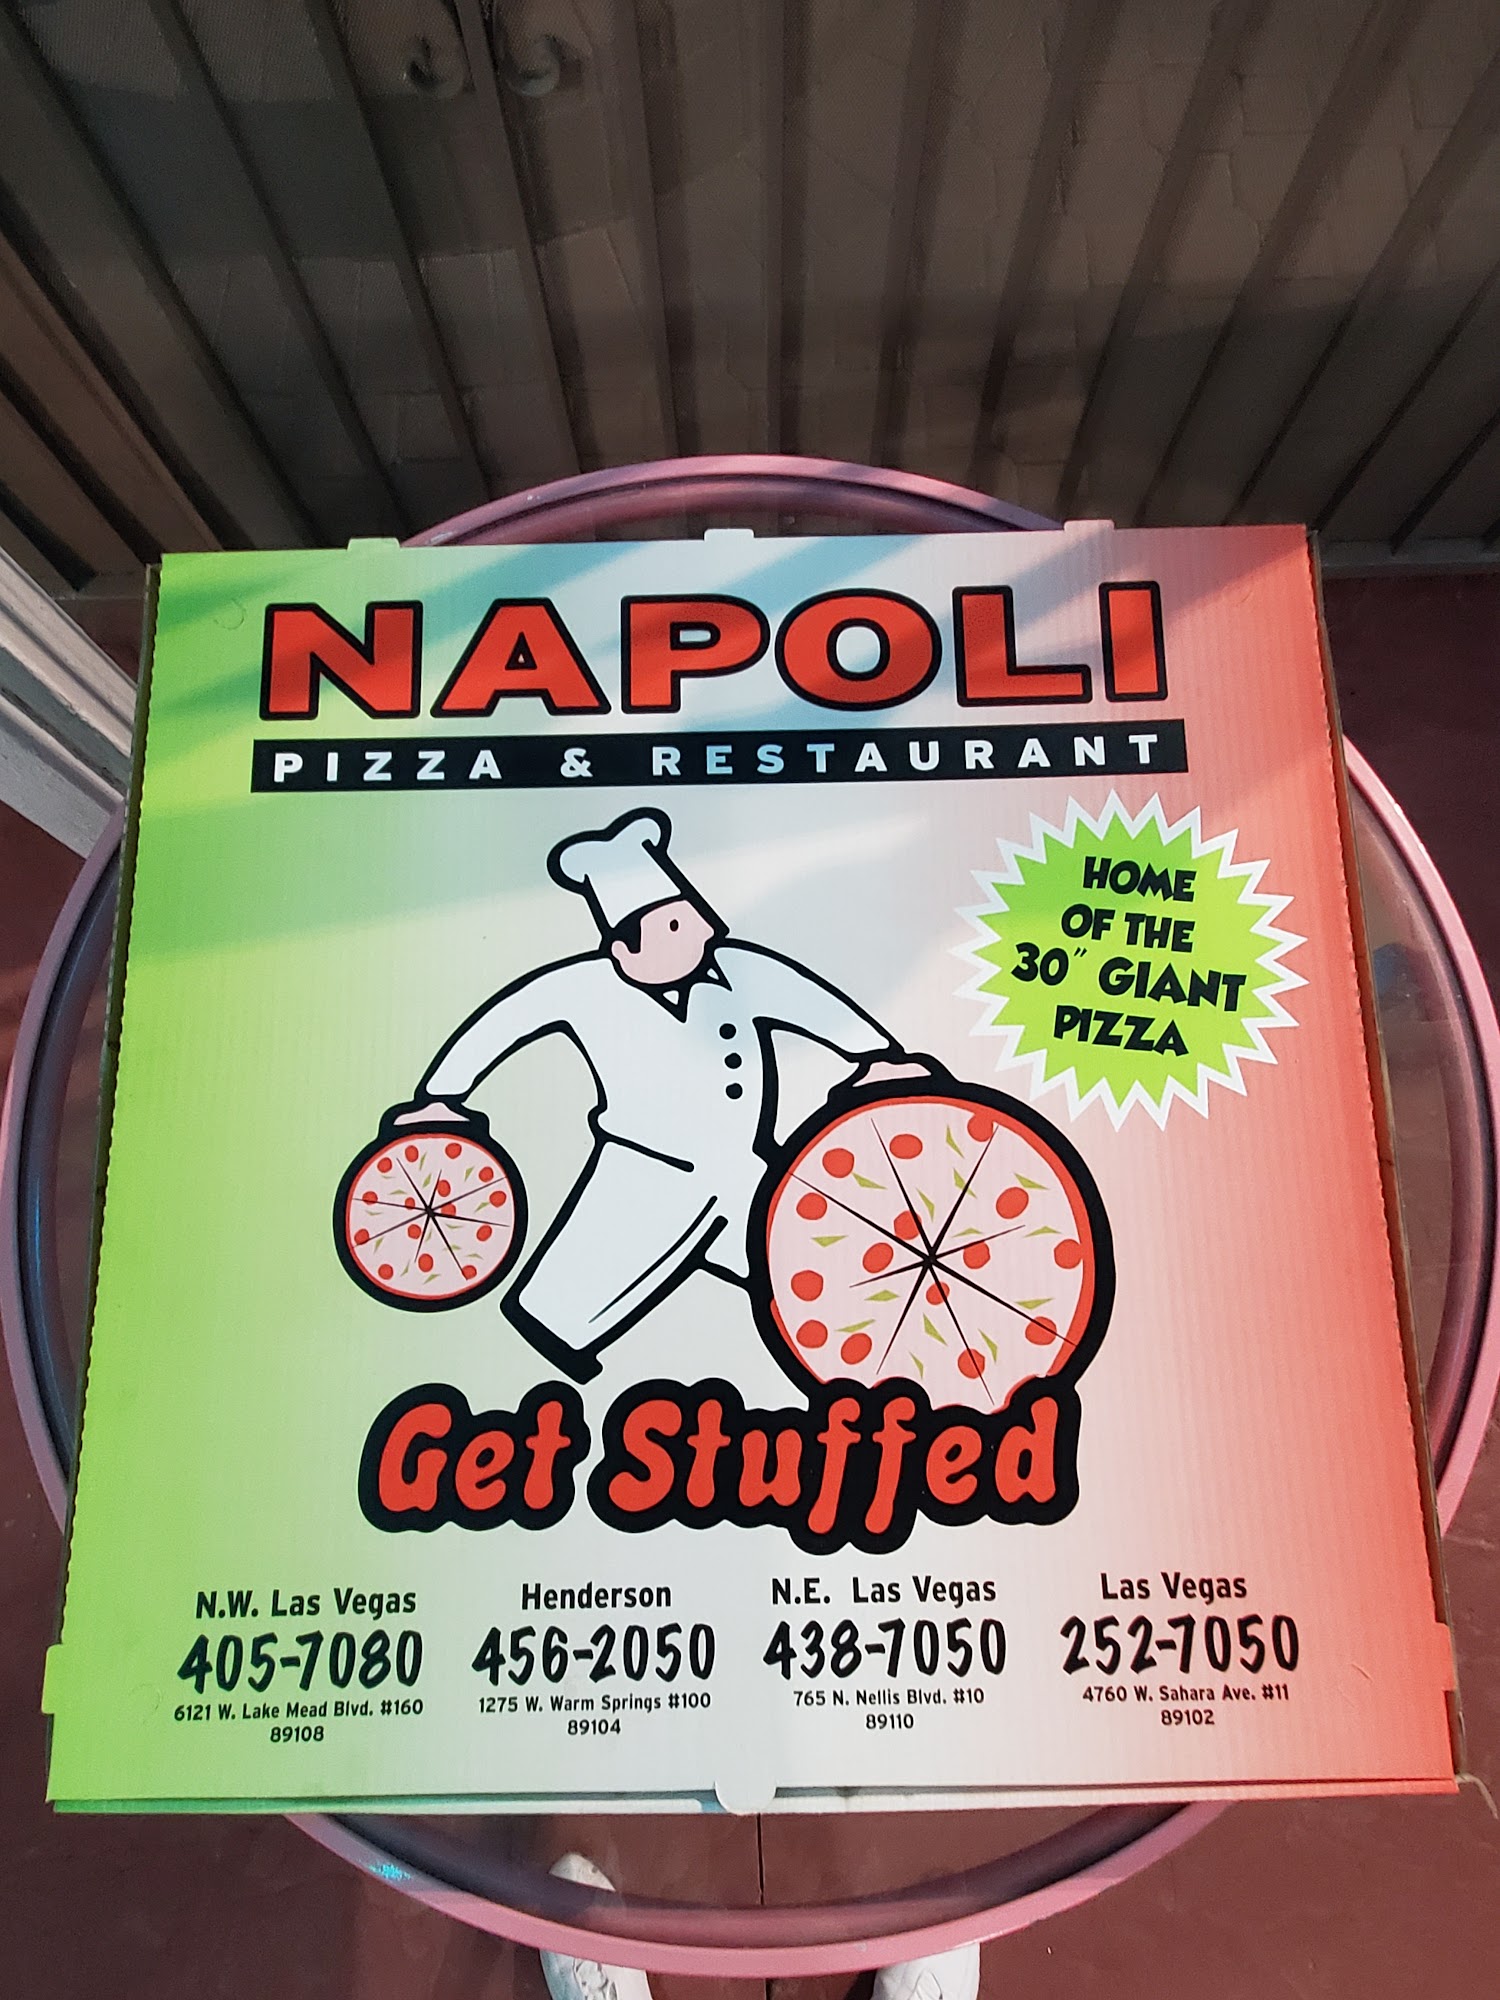 NAPOLI
PIZZA & RESTAURANT
HOME
OF THE
30" GIANT
PIZZA
Get Stuffed
N.W. Las Vegas
405-7080
6121 W. Lake Mead Blvd. #160
89108
Henderson
456-2050
1275 W. Warm Springs #100
89104
N.E. Las Vegas
438-7050
765 N. Nellis Blvd. #10
89110
Las Vegas
252-7050
4760 W. Sahara Ave. #11
89102